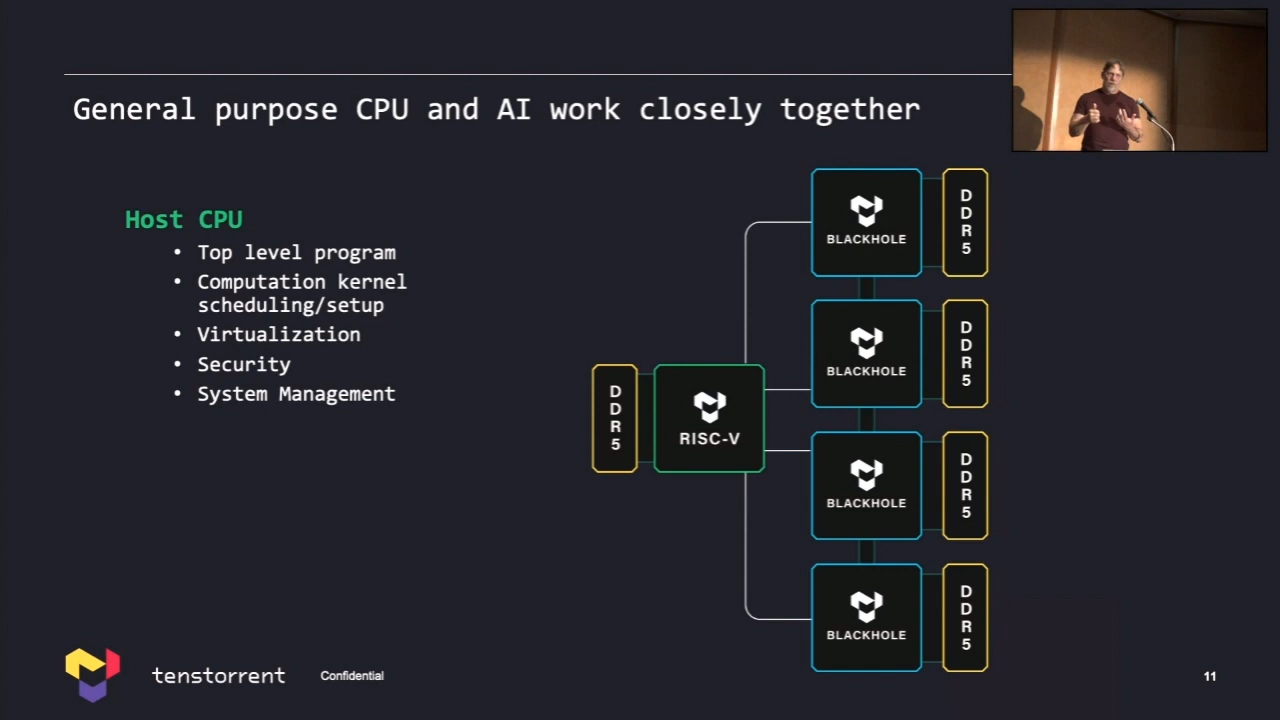 General purpose CPU and AI work closely together
Host CPU
• Top level program
• Computation kernel
scheduling/setup
• Virtualization
• Security
• System Management
D
D
R
5
RISC-V
BLACKHOLE
D
D
R
5
BLACKHOLE
D
D
R
5
BLACKHOLE
D
D
R
5
BLACKHOLE
D
D
R
5
tenstorrent
Confidential
11